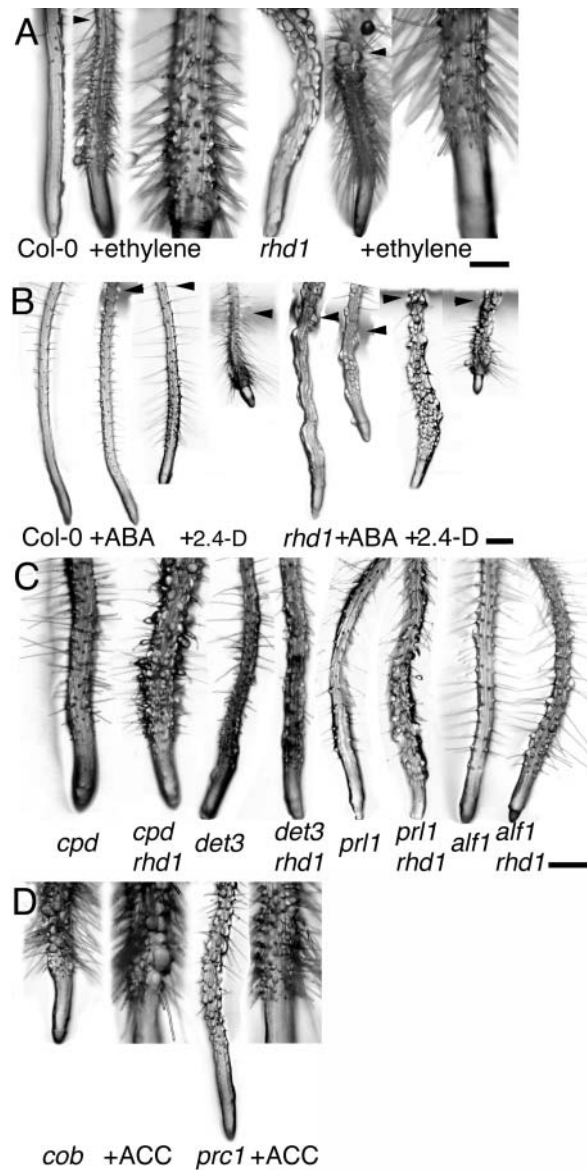 A
Col-0 +ethylene rhd1 +ethylene
B
Col-0 +ABA +2.4-D rhd1 +ABA +2.4-D
C
cpd cpd rhd1 det3 det3 rhd1 prl1 prl1 rhd1 alf1 alf1 rhd1
D
cob +ACC prc1 +ACC